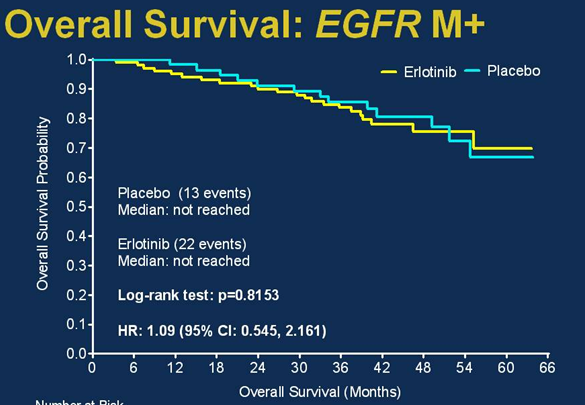 Overall Survival: EGFR M+
Erlotinib Placebo
1.0
0.9
0.8
0.7
0.6
0.5
0.4
0.3
0.2
0.1
0.0
Overall Survival Probability
Placebo (13 events)
Median: not reached
Erlotinib (22 events)
Median: not reached
Log-rank test: p=0.8153
HR: 1.09 (95% CI: 0.545, 2.161)
0 6 12 18 24 30 36 42 48 54 60 66
Overall Survival (Months)
Number at Risk